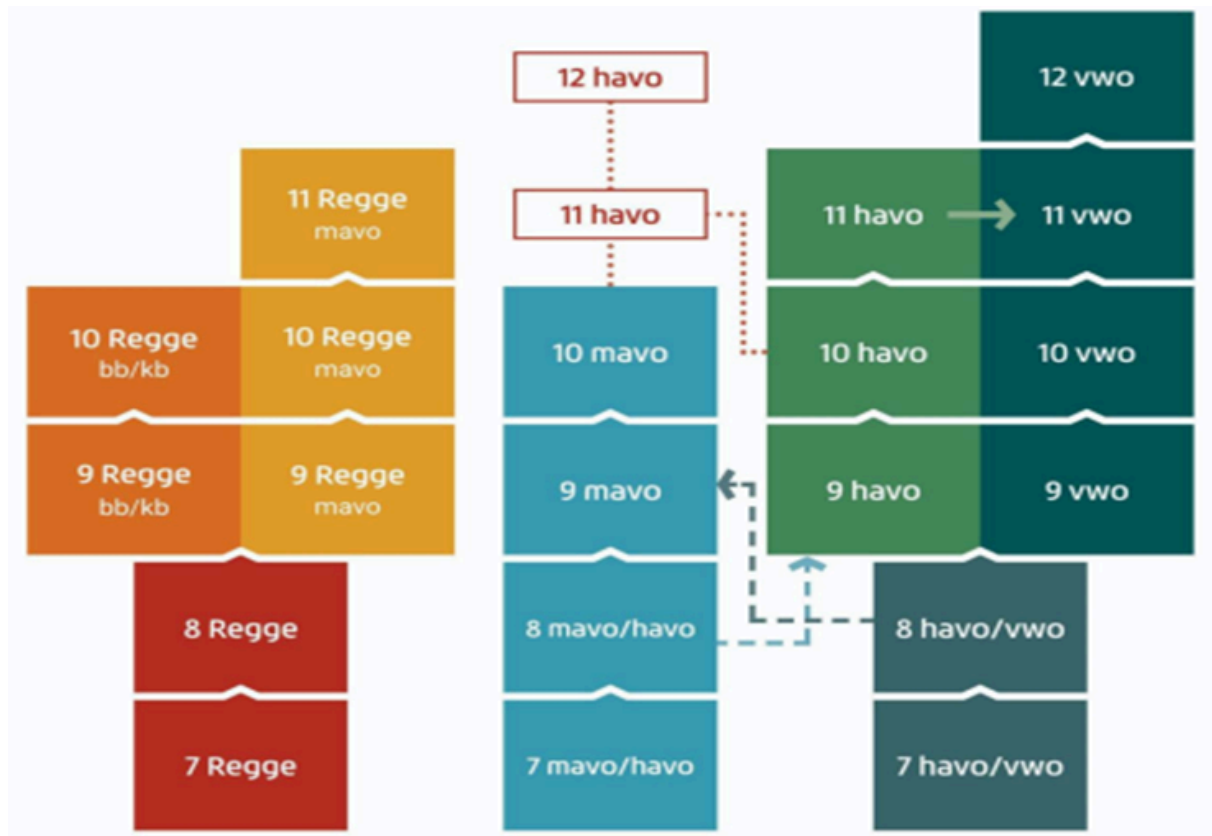 12 havo
12 vwo
11 Regge
mavo
11 havo
11 havo
11 vwo
10 Regge
bb/kb
10 Regge
mavo
10 mavo
10 havo
10 vwo
9 Regge
bb/kb
9 Regge
mavo
9 mavo
9 havo
9 vwo
8 Regge
8 mavo/havo
8 havo/vwo
7 Regge
7 mavo/havo
7 havo/vwo